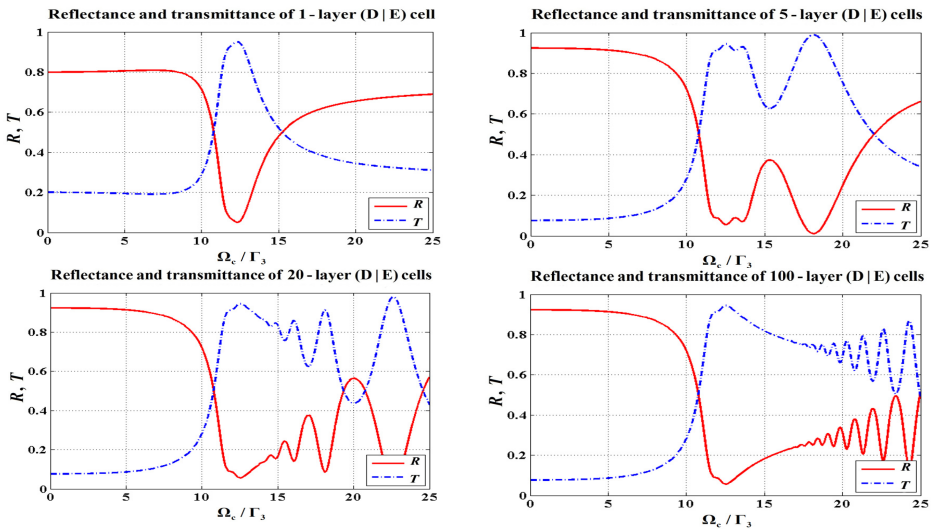 Reflectance and transmittance of 1 - layer (D | E) cell
1
0.8
0.6
0.4
0.2
0
R, T
R
T
0 5 10 15 20 25
Ω_c / Γ_3
Reflectance and transmittance of 5 - layer (D | E) cells
1
0.8
0.6
0.4
0.2
0
R, T
R
T
0 5 10 15 20 25
Ω_c / Γ_3
Reflectance and transmittance of 20 - layer (D | E) cells
1
0.8
0.6
0.4
0.2
0
R, T
R
T
0 5 10 15 20 25
Ω_c / Γ_3
Reflectance and transmittance of 100 - layer (D | E) cells
1
0.8
0.6
0.4
0.2
0
R, T
R
T
0 5 10 15 20 25
Ω_c / Γ_3